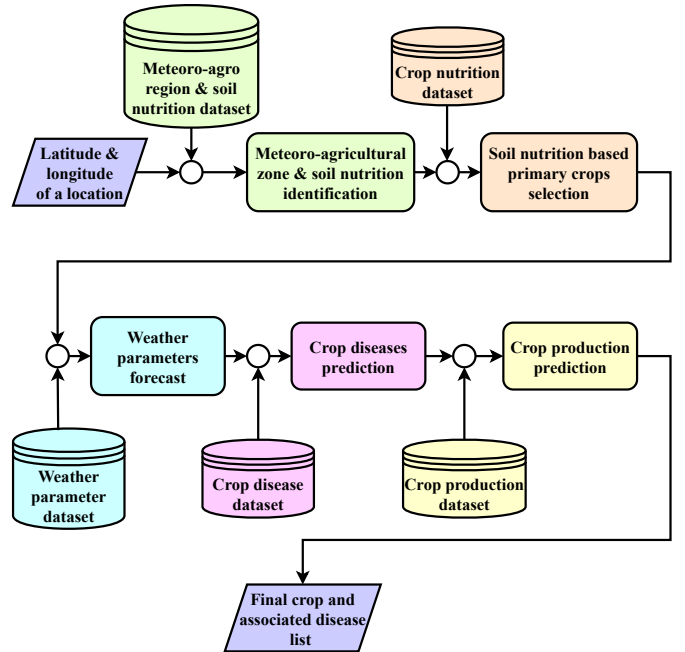 Meteoro-agro
region & soil
nutrition dataset
Crop nutrition
dataset
Latitude &
longitude
of a location
Meteoro-agricultural
zone & soil nutrition
identification
Soil nutrition based
primary crops
selection
Weather
parameters
forecast
Crop diseases
prediction
Crop production
prediction
Weather
parameter
dataset
Crop disease
dataset
Crop production
dataset
Final crop and
associated disease
list